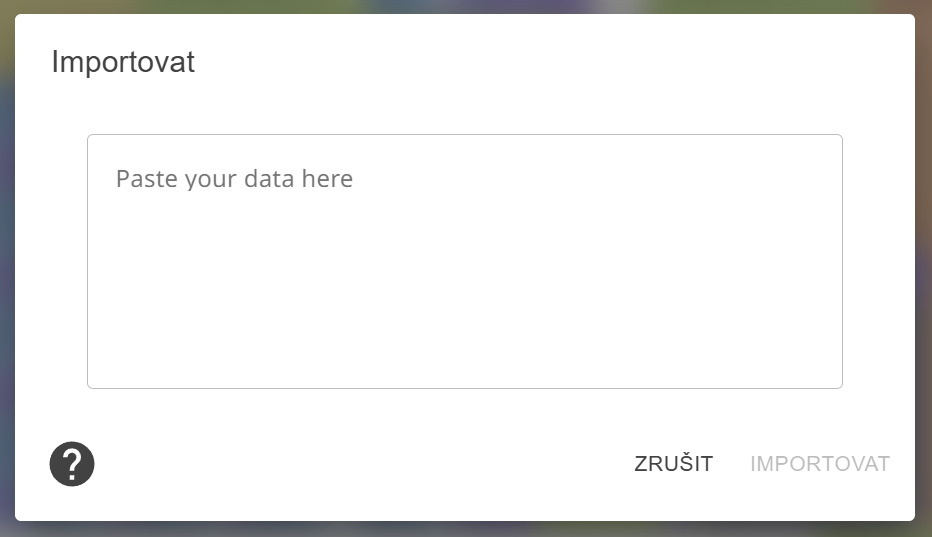 Importovat
Paste your data here
?
ZRUŠIT
IMPORTOVAT